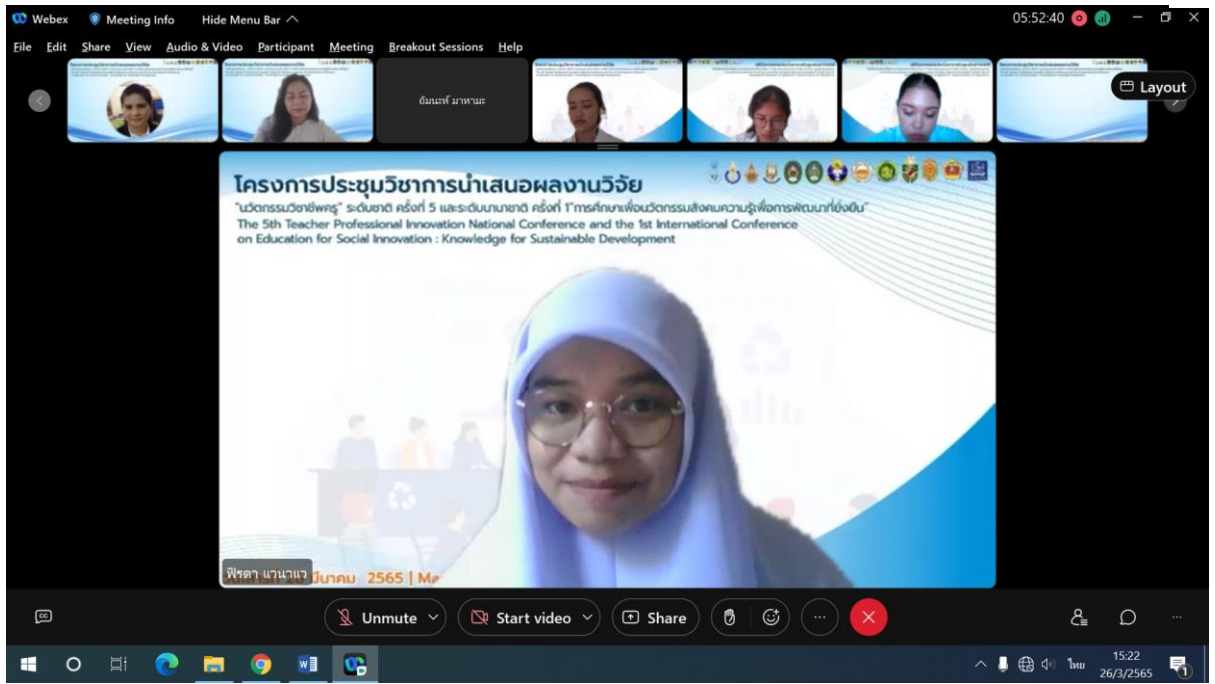 Webex
Meeting Info
Hide Menu Bar
05:52:40
File Edit Share View Audio & Video Participant Meeting Breakout Sessions Help
อัมนะห์ มาหามะ
Layout
โครงการประชุมวิชาการนำเสนอผลงานวิจัย
"นวัตกรรมวิชาชีพครู" ระดับชาติ ครั้งที่ 5 และระดับนานาชาติ ครั้งที่ 1"การศึกษาเพื่อนวัตกรรมสังคมความรู้เพื่อการพัฒนาที่ยั่งยืน"
The 5th Teacher Professional Innovation National Conference and the 1st International Conference
on Education for Social Innovation : Knowledge for Sustainable Development
ฟิรดา แวนาแว
มีนาคม 2565 | Ma
CC
Unmute
Start video
Share
W
ไทย
15:22
26/3/2565
1